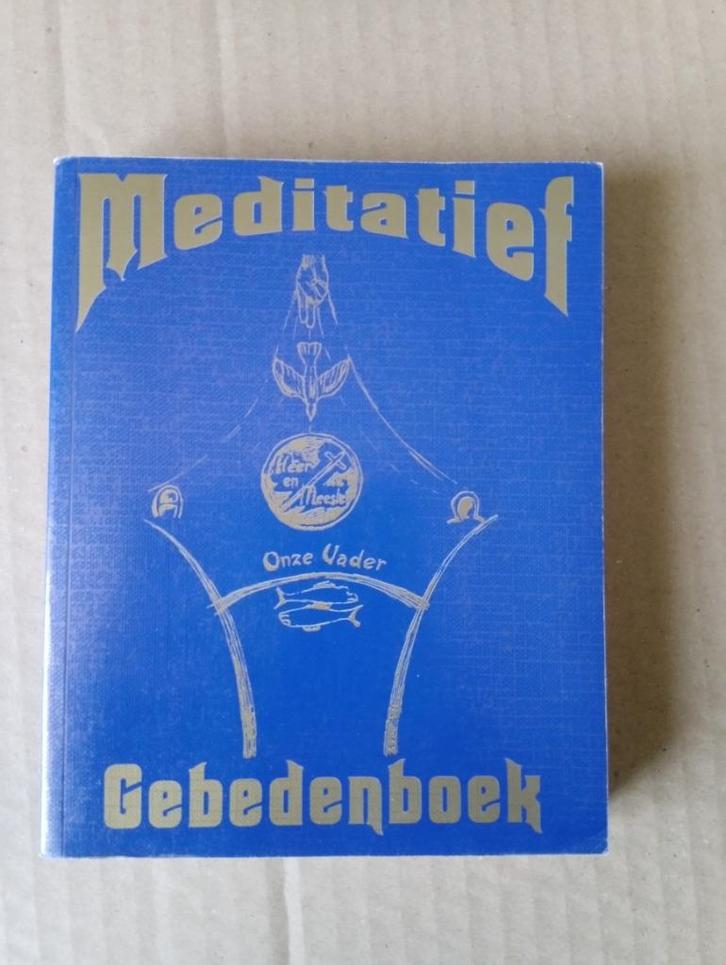 Meditatief
Heer
en
Meester
Onze Vader
Gebedenboek